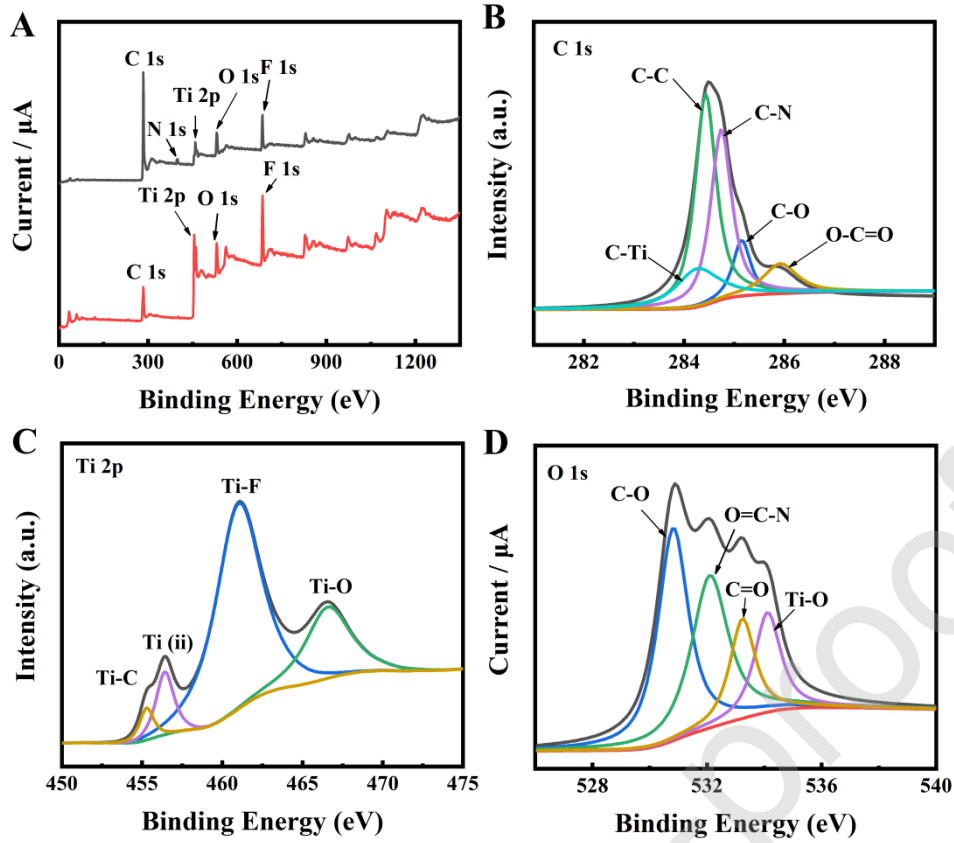 A
C 1s
N 1s
Ti 2p
O 1s
F 1s
Ti 2p
O 1s
F 1s
C 1s
Current / μA
0
300
600
900
1200
Binding Energy (eV)
B
C 1s
C-C
C-N
C-O
O-C=O
C-Ti
Intensity (a.u.)
282
284
286
288
Binding Energy (eV)
C
Ti 2p
Ti-F
Ti-O
Ti (ii)
Ti-C
Intensity (a.u.)
450
455
460
465
470
475
Binding Energy (eV)
D
O 1s
C-O
O=C-N
C=O
Ti-O
Current / μA
528
532
536
540
Binding Energy (eV)